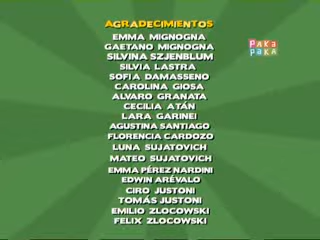 AGRADECIMIENTOS
EMMA MIGNOGNA
GAETANO MIGNOGNA
SILVINA SZJENBLUM
SILVIA LASTRA
SOFIA DAMASSENO
CAROLINA GIOSA
ALVARO GRANATA
CECILIA ATÁN
LARA GARINEI
AGUSTINA SANTIAGO
FLORENCIA CARDOZO
LUNA SUJATOVICH
MATEO SUJATOVICH
EMMA PÉREZ NARDINI
EDWIN ARÉVALO
CIRO JUSTONI
TOMÁS JUSTONI
EMILIO ZLOCOWSKI
FELIX ZLOCOWSKI
PAKA
PAKA